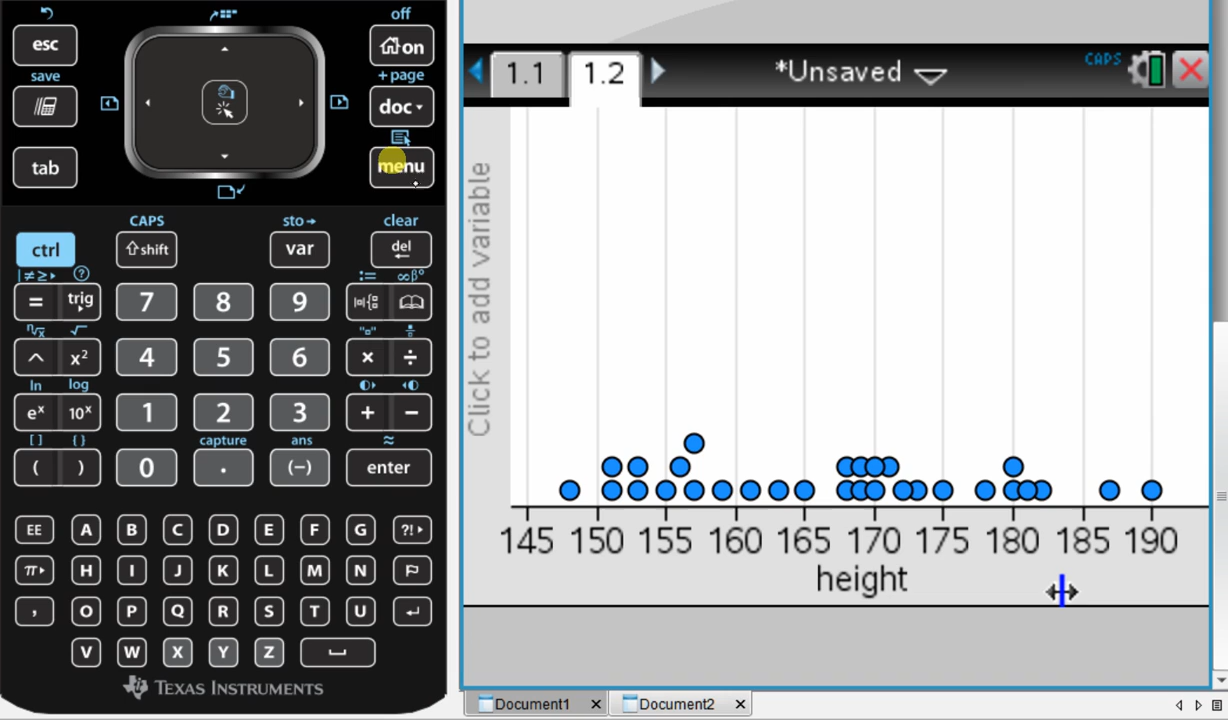 off
esc
on
save
+ page
doc
tab
menu
CAPS
sto→
clear
ctrl
⇧shift
var
del
|≠≥▸
?
:=
∞β°
=
trig
7
8
9
|□|{
ⁿ√x
√
"□"
^
x²
4
5
6
×
÷
ln
log
eˣ
10ˣ
1
2
3
+
−
[ ]
{ }
capture
ans
≈
(
)
0
.
(−)
enter
EE
A
B
C
D
E
F
G
?!▸
π▸
H
I
J
K
L
M
N
,
O
P
Q
R
S
T
U
↵
V
W
X
Y
Z
TEXAS INSTRUMENTS
1.1
1.2
*Unsaved
CAPS
Click to add variable
145 150 155 160 165 170 175 180 185 190
height
Document1
Document2